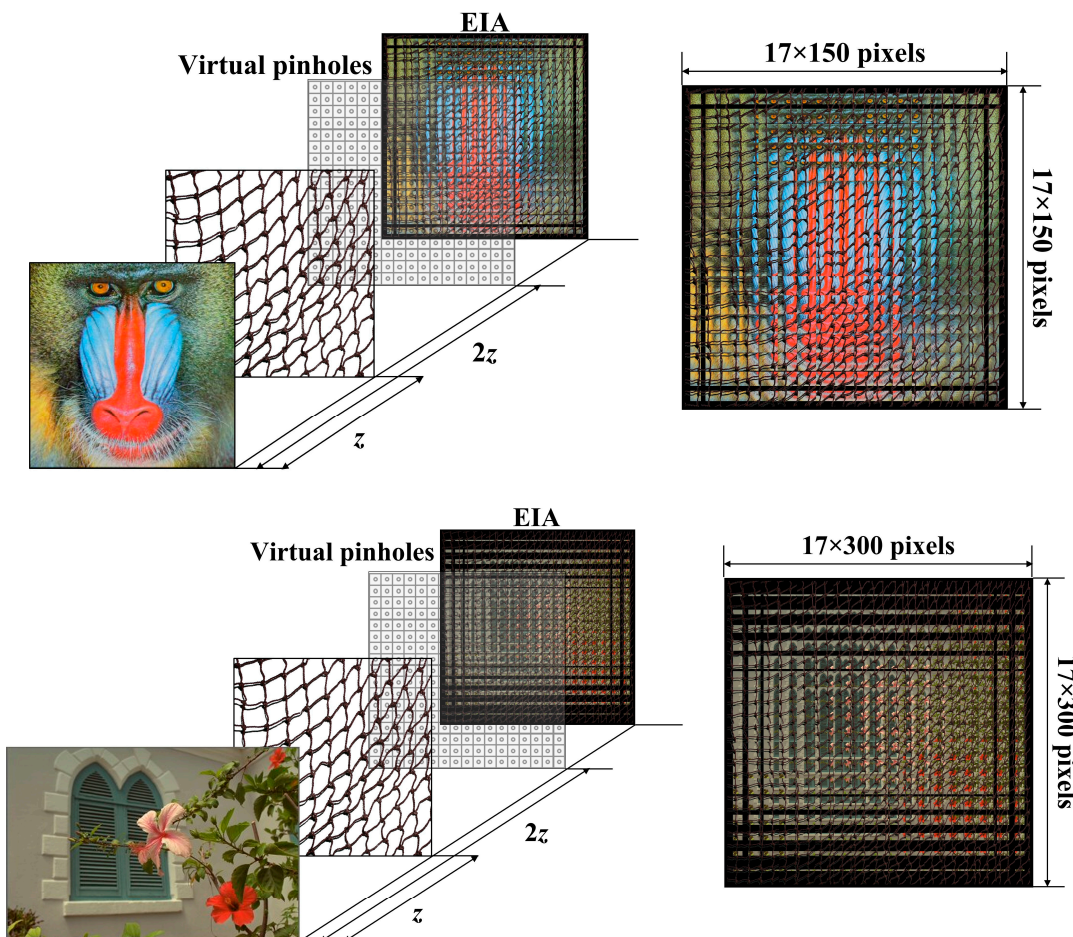 EIA
Virtual pinholes
2z
z
17×150 pixels
17×150 pixels
EIA
Virtual pinholes
2z
z
17×300 pixels
17×300 pixels